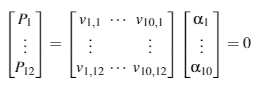 P₁ v₁,₁ ⋯ v₁₀,₁ α₁
⋮ = ⋮ ⋮ ⋮ = 0
P₁₂ v₁,₁₂ ⋯ v₁₀,₁₂ α₁₀